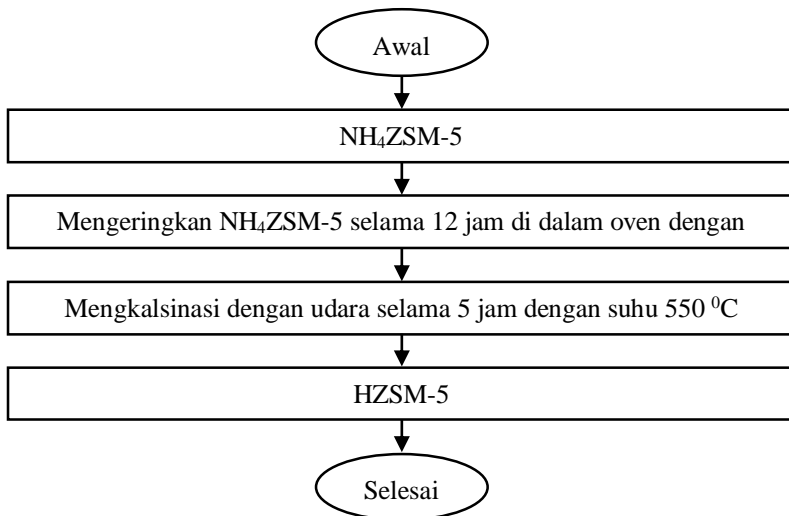 Awal
NH₄ZSM-5
Mengeringkan NH₄ZSM-5 selama 12 jam di dalam oven dengan
Mengkalsinasi dengan udara selama 5 jam dengan suhu 550 ⁰C
HZSM-5
Selesai